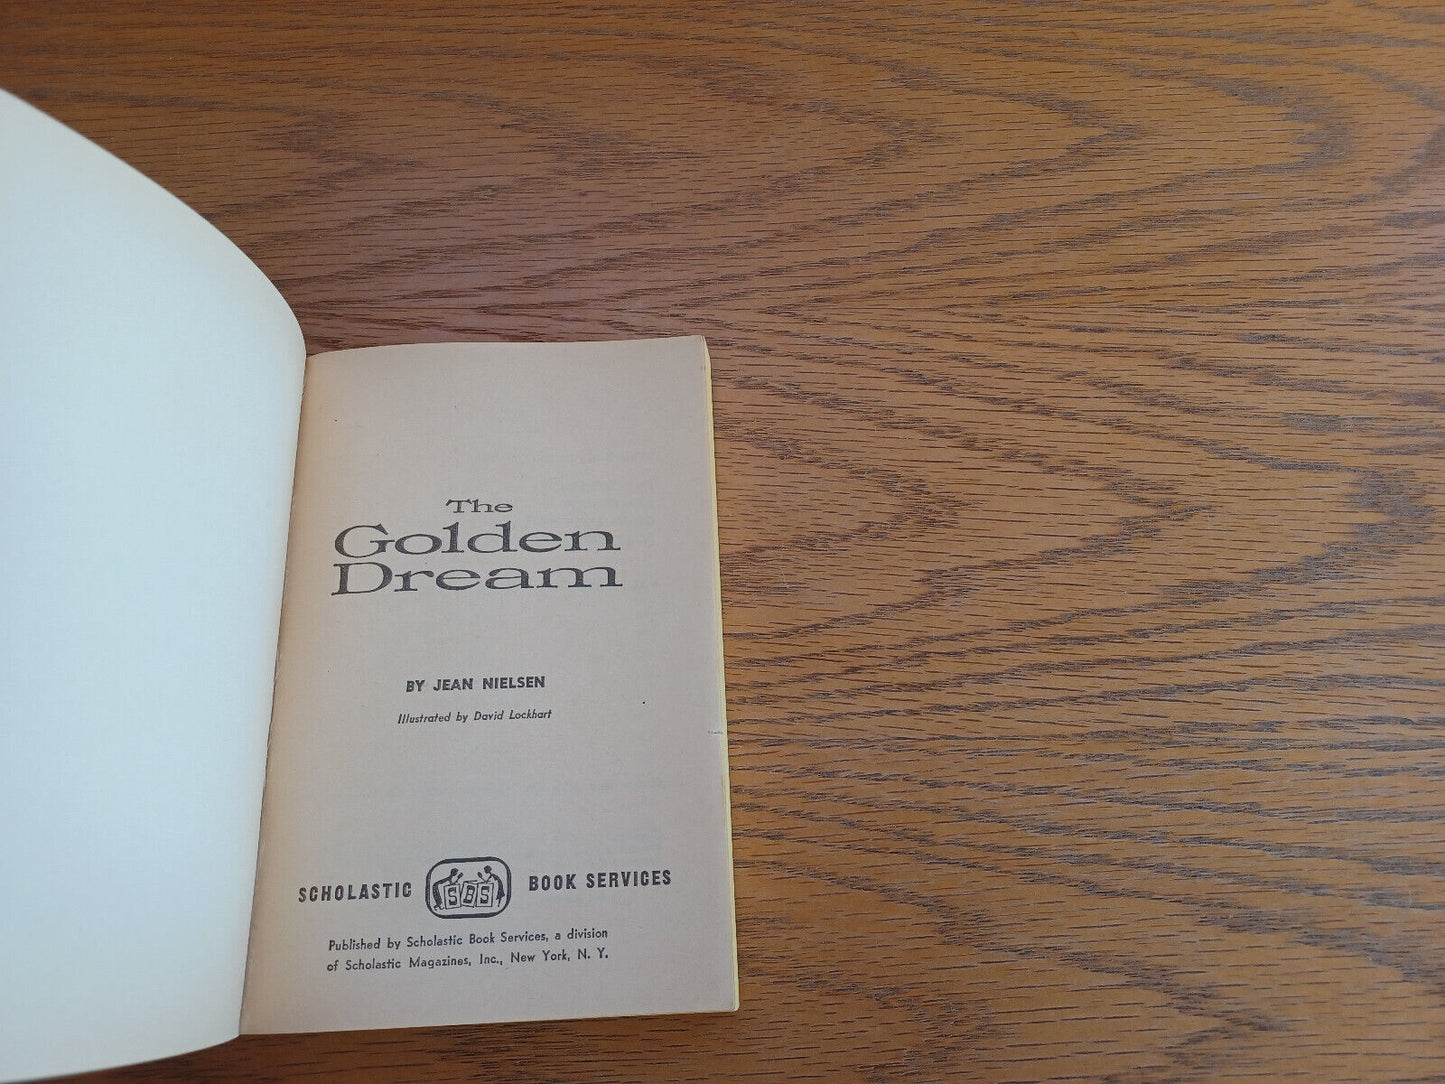 The
Golden
Dream
BY JEAN NIELSEN
Illustrated by David Lockhart
SCHOLASTIC SBS BOOK SERVICES
Published by Scholastic Book Services, a division
of Scholastic Magazines, Inc., New York, N. Y.